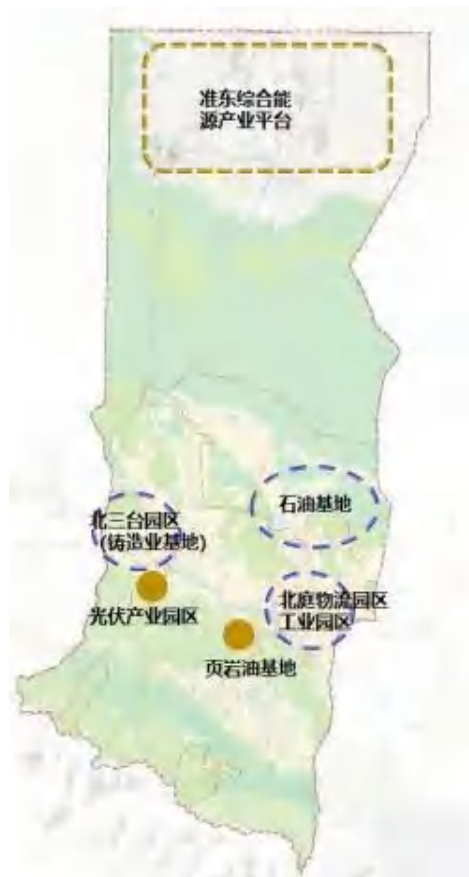 准东综合能
源产业平台
石油基地
北三台园区
(铸造业基地)
北庭物流园区
工业园区
光伏产业园区
页岩油基地